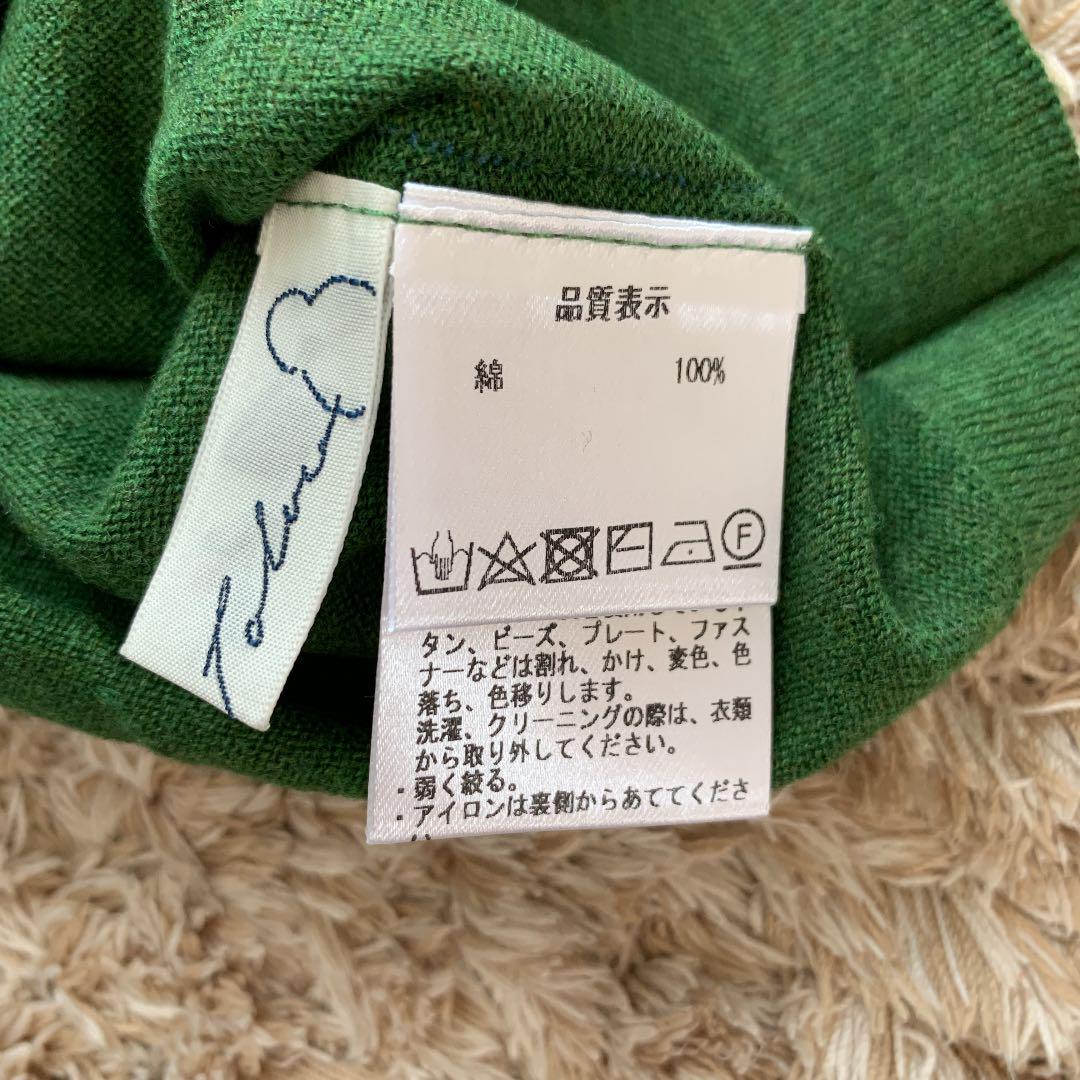 品質表示
綿 100%
F
タン、ビーズ、プレート、ファス
ナーなどは割れ、かけ、変色、色
落ち、色移りします。
洗濯、クリーニングの際は、衣類
から取り外してください。
・弱く絞る。
・アイロンは裏側からあててくださ